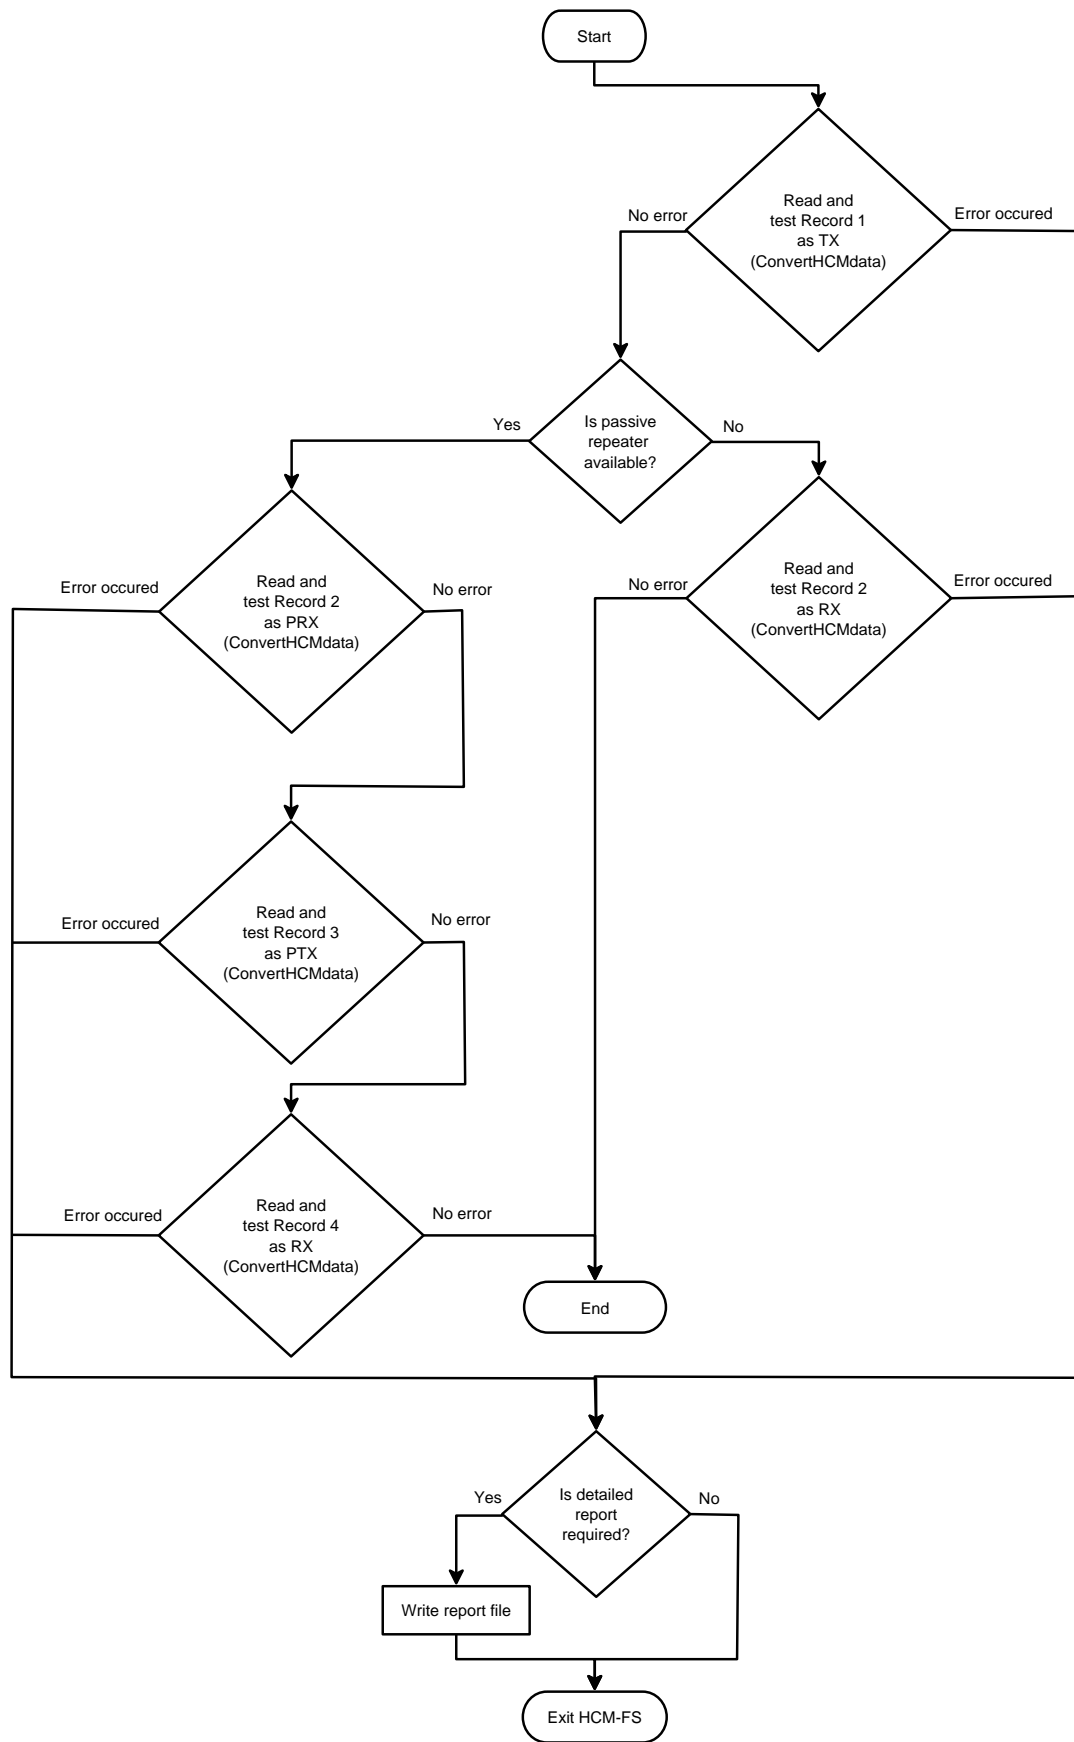 Start
Read and
test Record 1
as TX
(ConvertHCMdata)
No error
Error occured
Is passive
repeater
available?
Yes
No
Read and
test Record 2
as PRX
(ConvertHCMdata)
Error occured
No error
Read and
test Record 2
as RX
(ConvertHCMdata)
No error
Error occured
Read and
test Record 3
as PTX
(ConvertHCMdata)
Error occured
No error
Read and
test Record 4
as RX
(ConvertHCMdata)
Error occured
No error
End
Is detailed
report
required?
Yes
No
Write report file
Exit HCM-FS